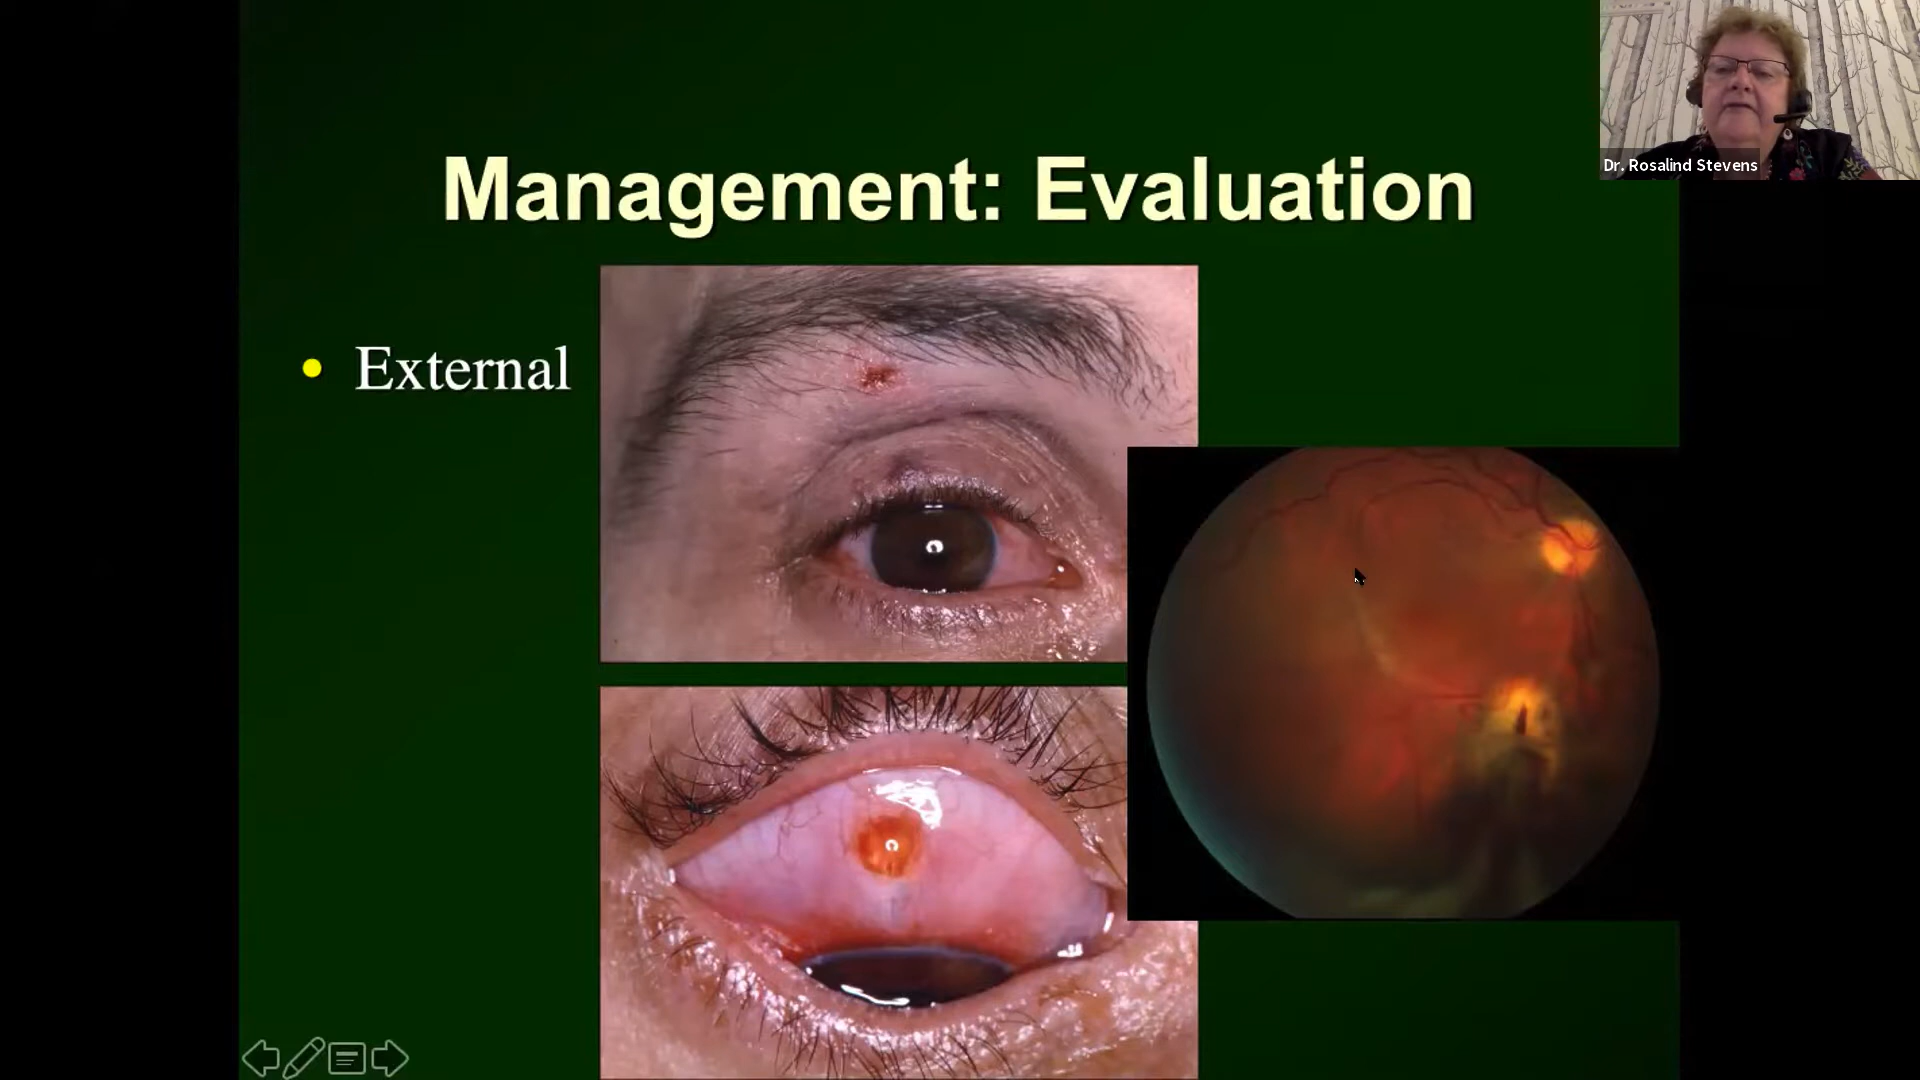 Management: Evaluation
Dr. Rosalind Stevens
• External